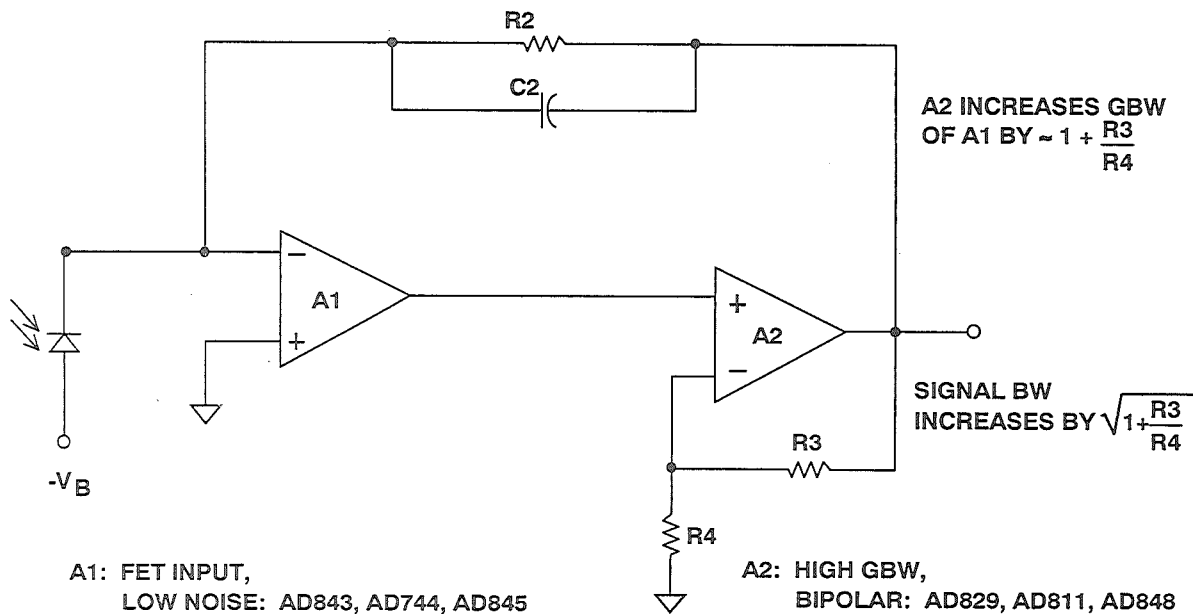 R2
C2
A2 INCREASES GBW
OF A1 BY ≈ 1 + R3
R4
−
A1
+
+
A2
−
SIGNAL BW
INCREASES BY √1+R3
R4
R3
-VB
R4
A1: FET INPUT,
LOW NOISE: AD843, AD744, AD845
A2: HIGH GBW,
BIPOLAR: AD829, AD811, AD848